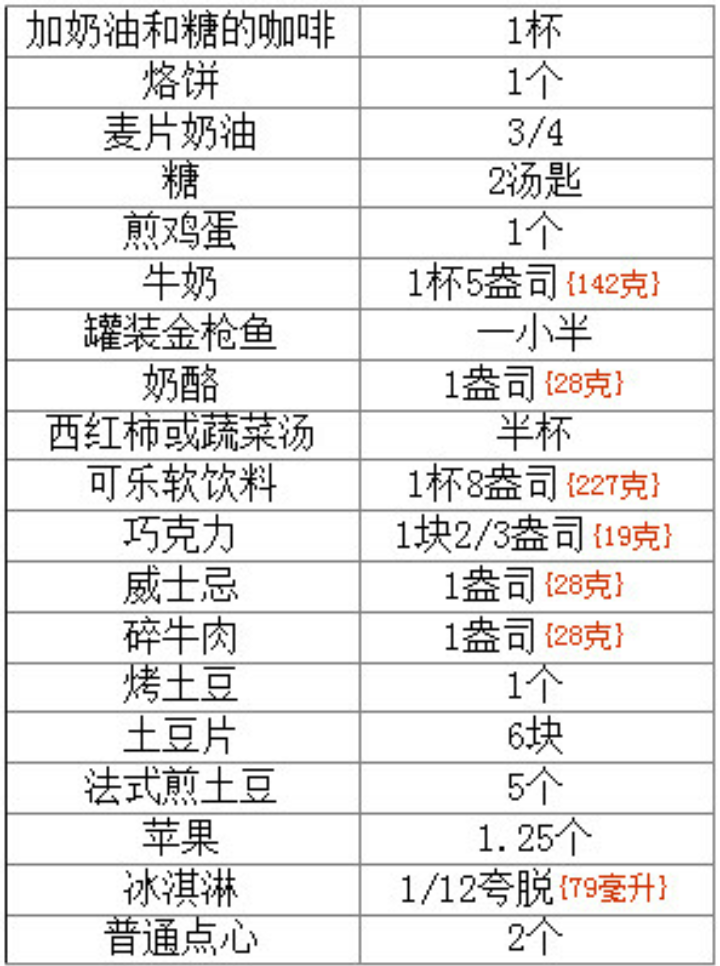 加奶油和糖的咖啡 1杯
烙饼 1个
麦片奶油 3/4
糖 2汤匙
煎鸡蛋 1个
牛奶 1杯5盎司{142克}
罐装金枪鱼 一小半
奶酪 1盎司{28克}
西红柿或蔬菜汤 半杯
可乐软饮料 1杯8盎司{227克}
巧克力 1块2/3盎司{19克}
威士忌 1盎司{28克}
碎牛肉 1盎司{28克}
烤土豆 1个
土豆片 6块
法式煎土豆 5个
苹果 1.25个
冰淇淋 1/12夸脱{79毫升}
普通点心 2个